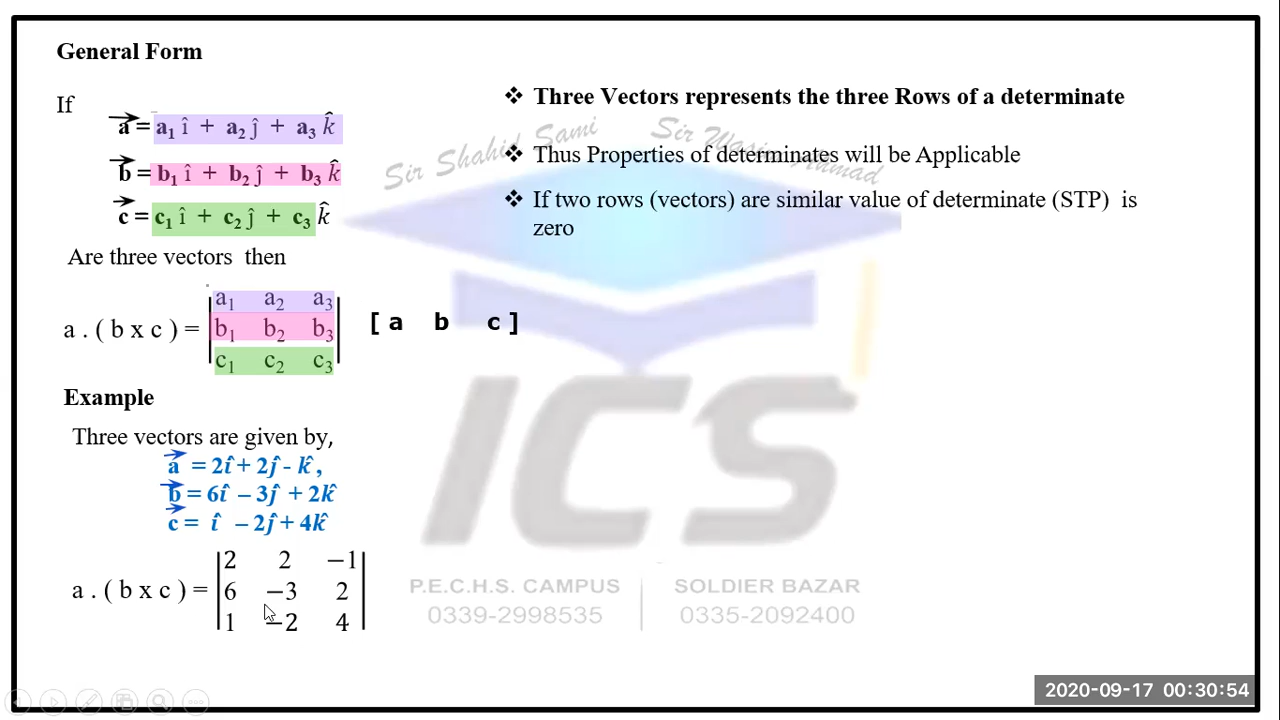 General Form
If
a = a₁ î + a₂ ĵ + a₃ k̂
b = b₁ î + b₂ ĵ + b₃ k̂
c = c₁ î + c₂ ĵ + c₃ k̂
Are three vectors then
a . ( b x c ) = | a₁ a₂ a₃ |
| b₁ b₂ b₃ |
| c₁ c₂ c₃ |
[ a b c ]
Example
Three vectors are given by,
a = 2î + 2ĵ - k̂ ,
b = 6î − 3ĵ + 2k̂
c = î − 2ĵ + 4k̂
a . ( b x c ) = | 2 2 −1 |
| 6 −3 2 |
| 1 −2 4 |
❖ Three Vectors represents the three Rows of a determinate
❖ Thus Properties of determinates will be Applicable
❖ If two rows (vectors) are similar value of determinate (STP) is
zero
Sir Shahid Sami
Sir Wasim Ahmad
ICS
P.E.C.H.S. CAMPUS
0339-2998535
SOLDIER BAZAR
0335-2092400
2020-09-17 00:30:54